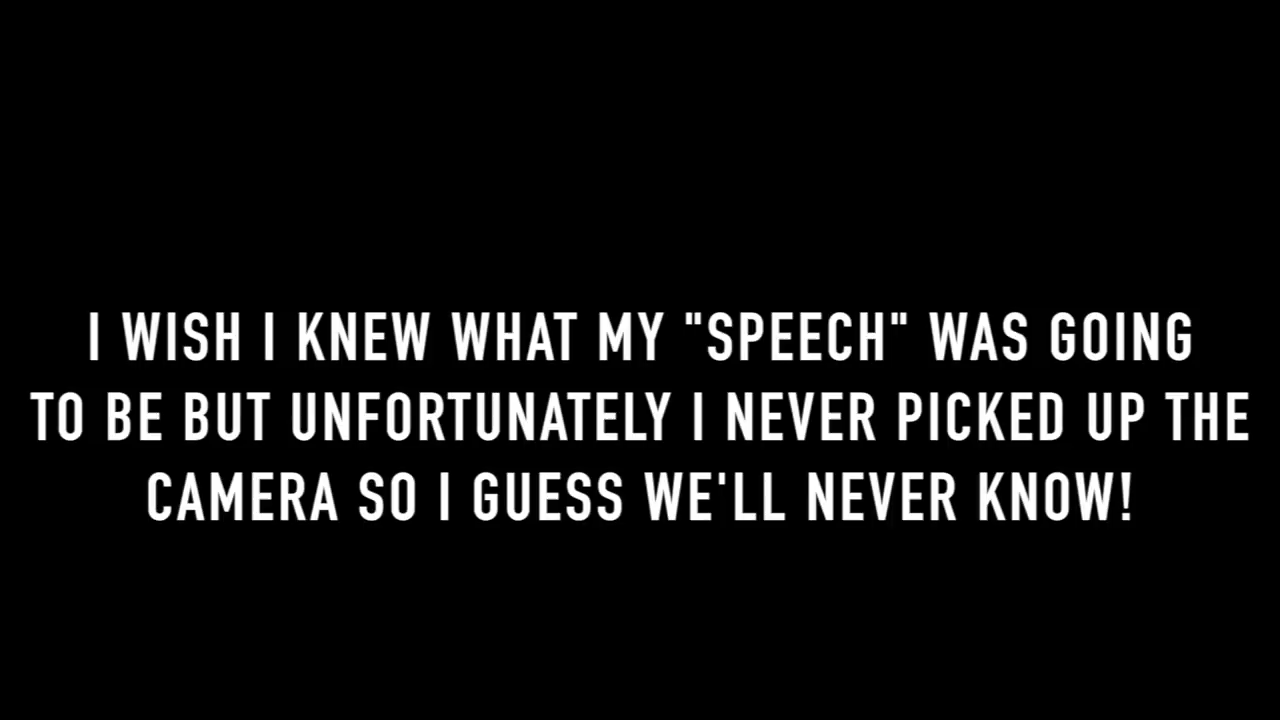 I WISH I KNEW WHAT MY "SPEECH" WAS GOING
TO BE BUT UNFORTUNATELY I NEVER PICKED UP THE
CAMERA SO I GUESS WE'LL NEVER KNOW!